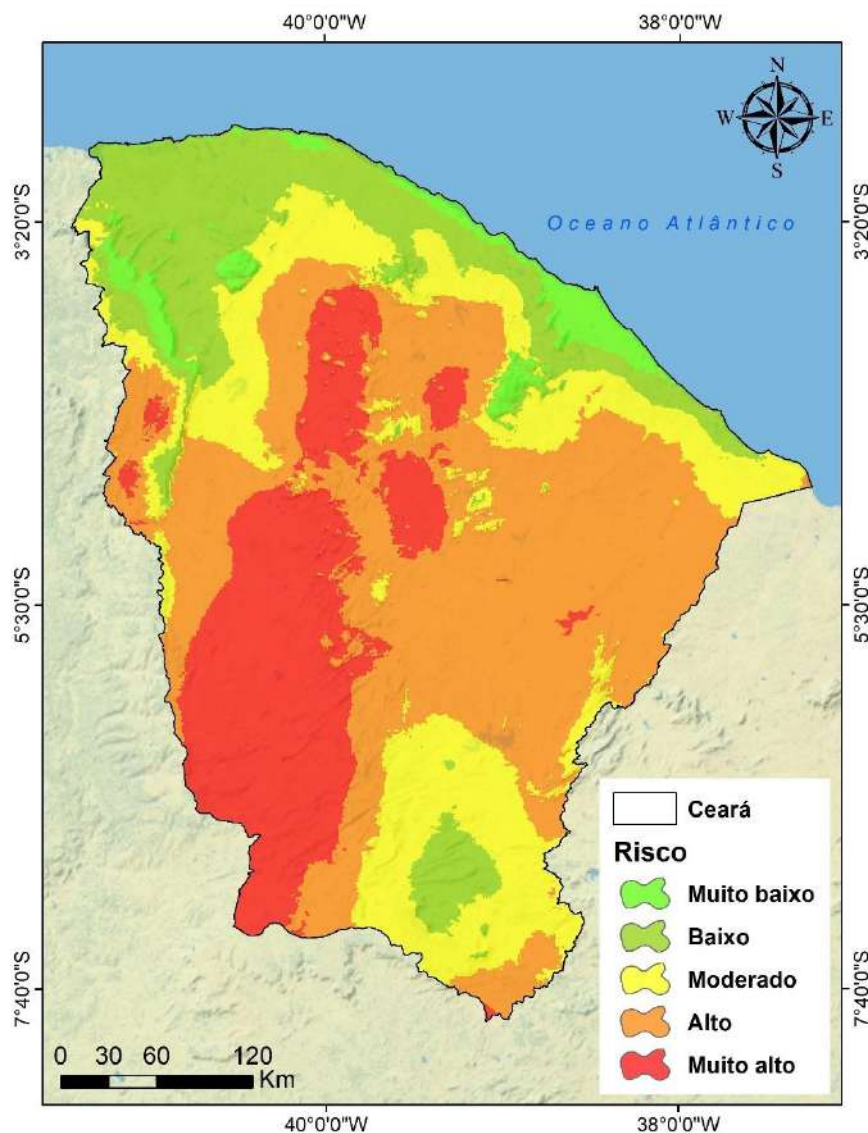 40°0'0"W 38°0'0"W
N
W E
S
3°20'0"S 3°20'0"S
Oceano Atlântico
5°30'0"S 5°30'0"S
Ceará
Risco
Muito baixo
Baixo
Moderado
Alto
Muito alto
7°40'0"S 7°40'0"S
0 30 60 120
Km
40°0'0"W 38°0'0"W